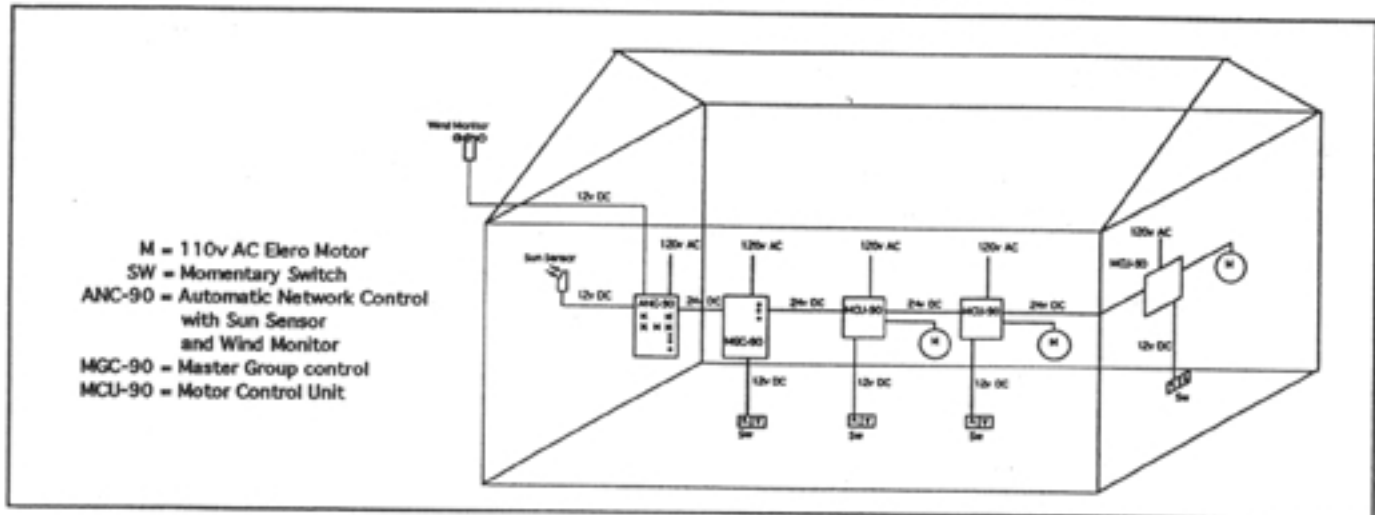 Wind Monitor
12v DC
M = 110v AC Elero Motor
SW = Momentary Switch
ANC-90 = Automatic Network Control
with Sun Sensor
and Wind Monitor
MGC-90 = Master Group control
MCU-90 = Motor Control Unit
Sun Sensor
12v DC
120v AC
120v AC
120v AC
120v AC
120v AC
ANC-90
24v DC
MGC-90
24v DC
MCU-90
24v DC
MCU-90
24v DC
MCU-90
M
M
M
12v DC
12v DC
12v DC
12v DC
SW
SW
SW
SW